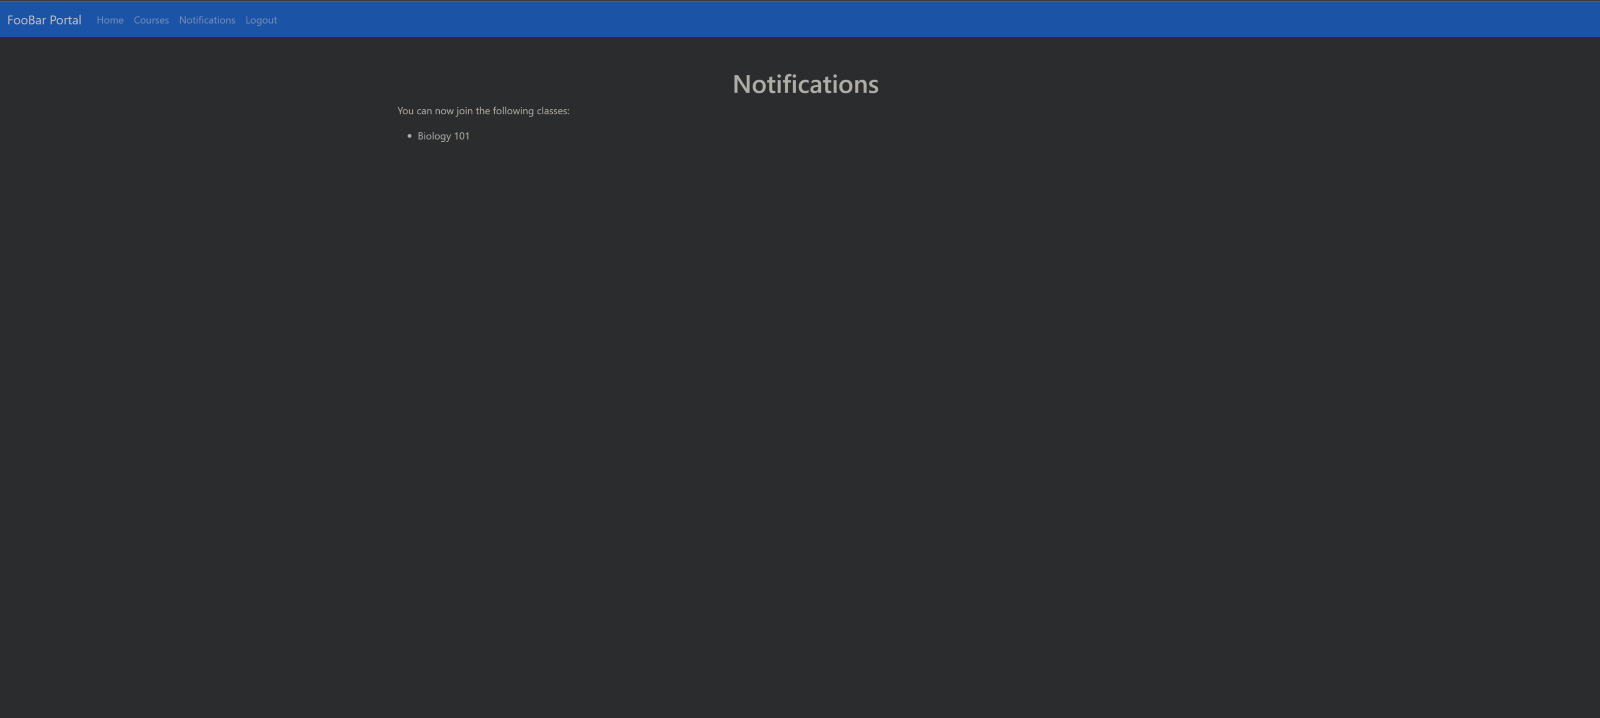 FooBar Portal Home Courses Notifications Logout
Notifications
You can now join the following classes:
• Biology 101